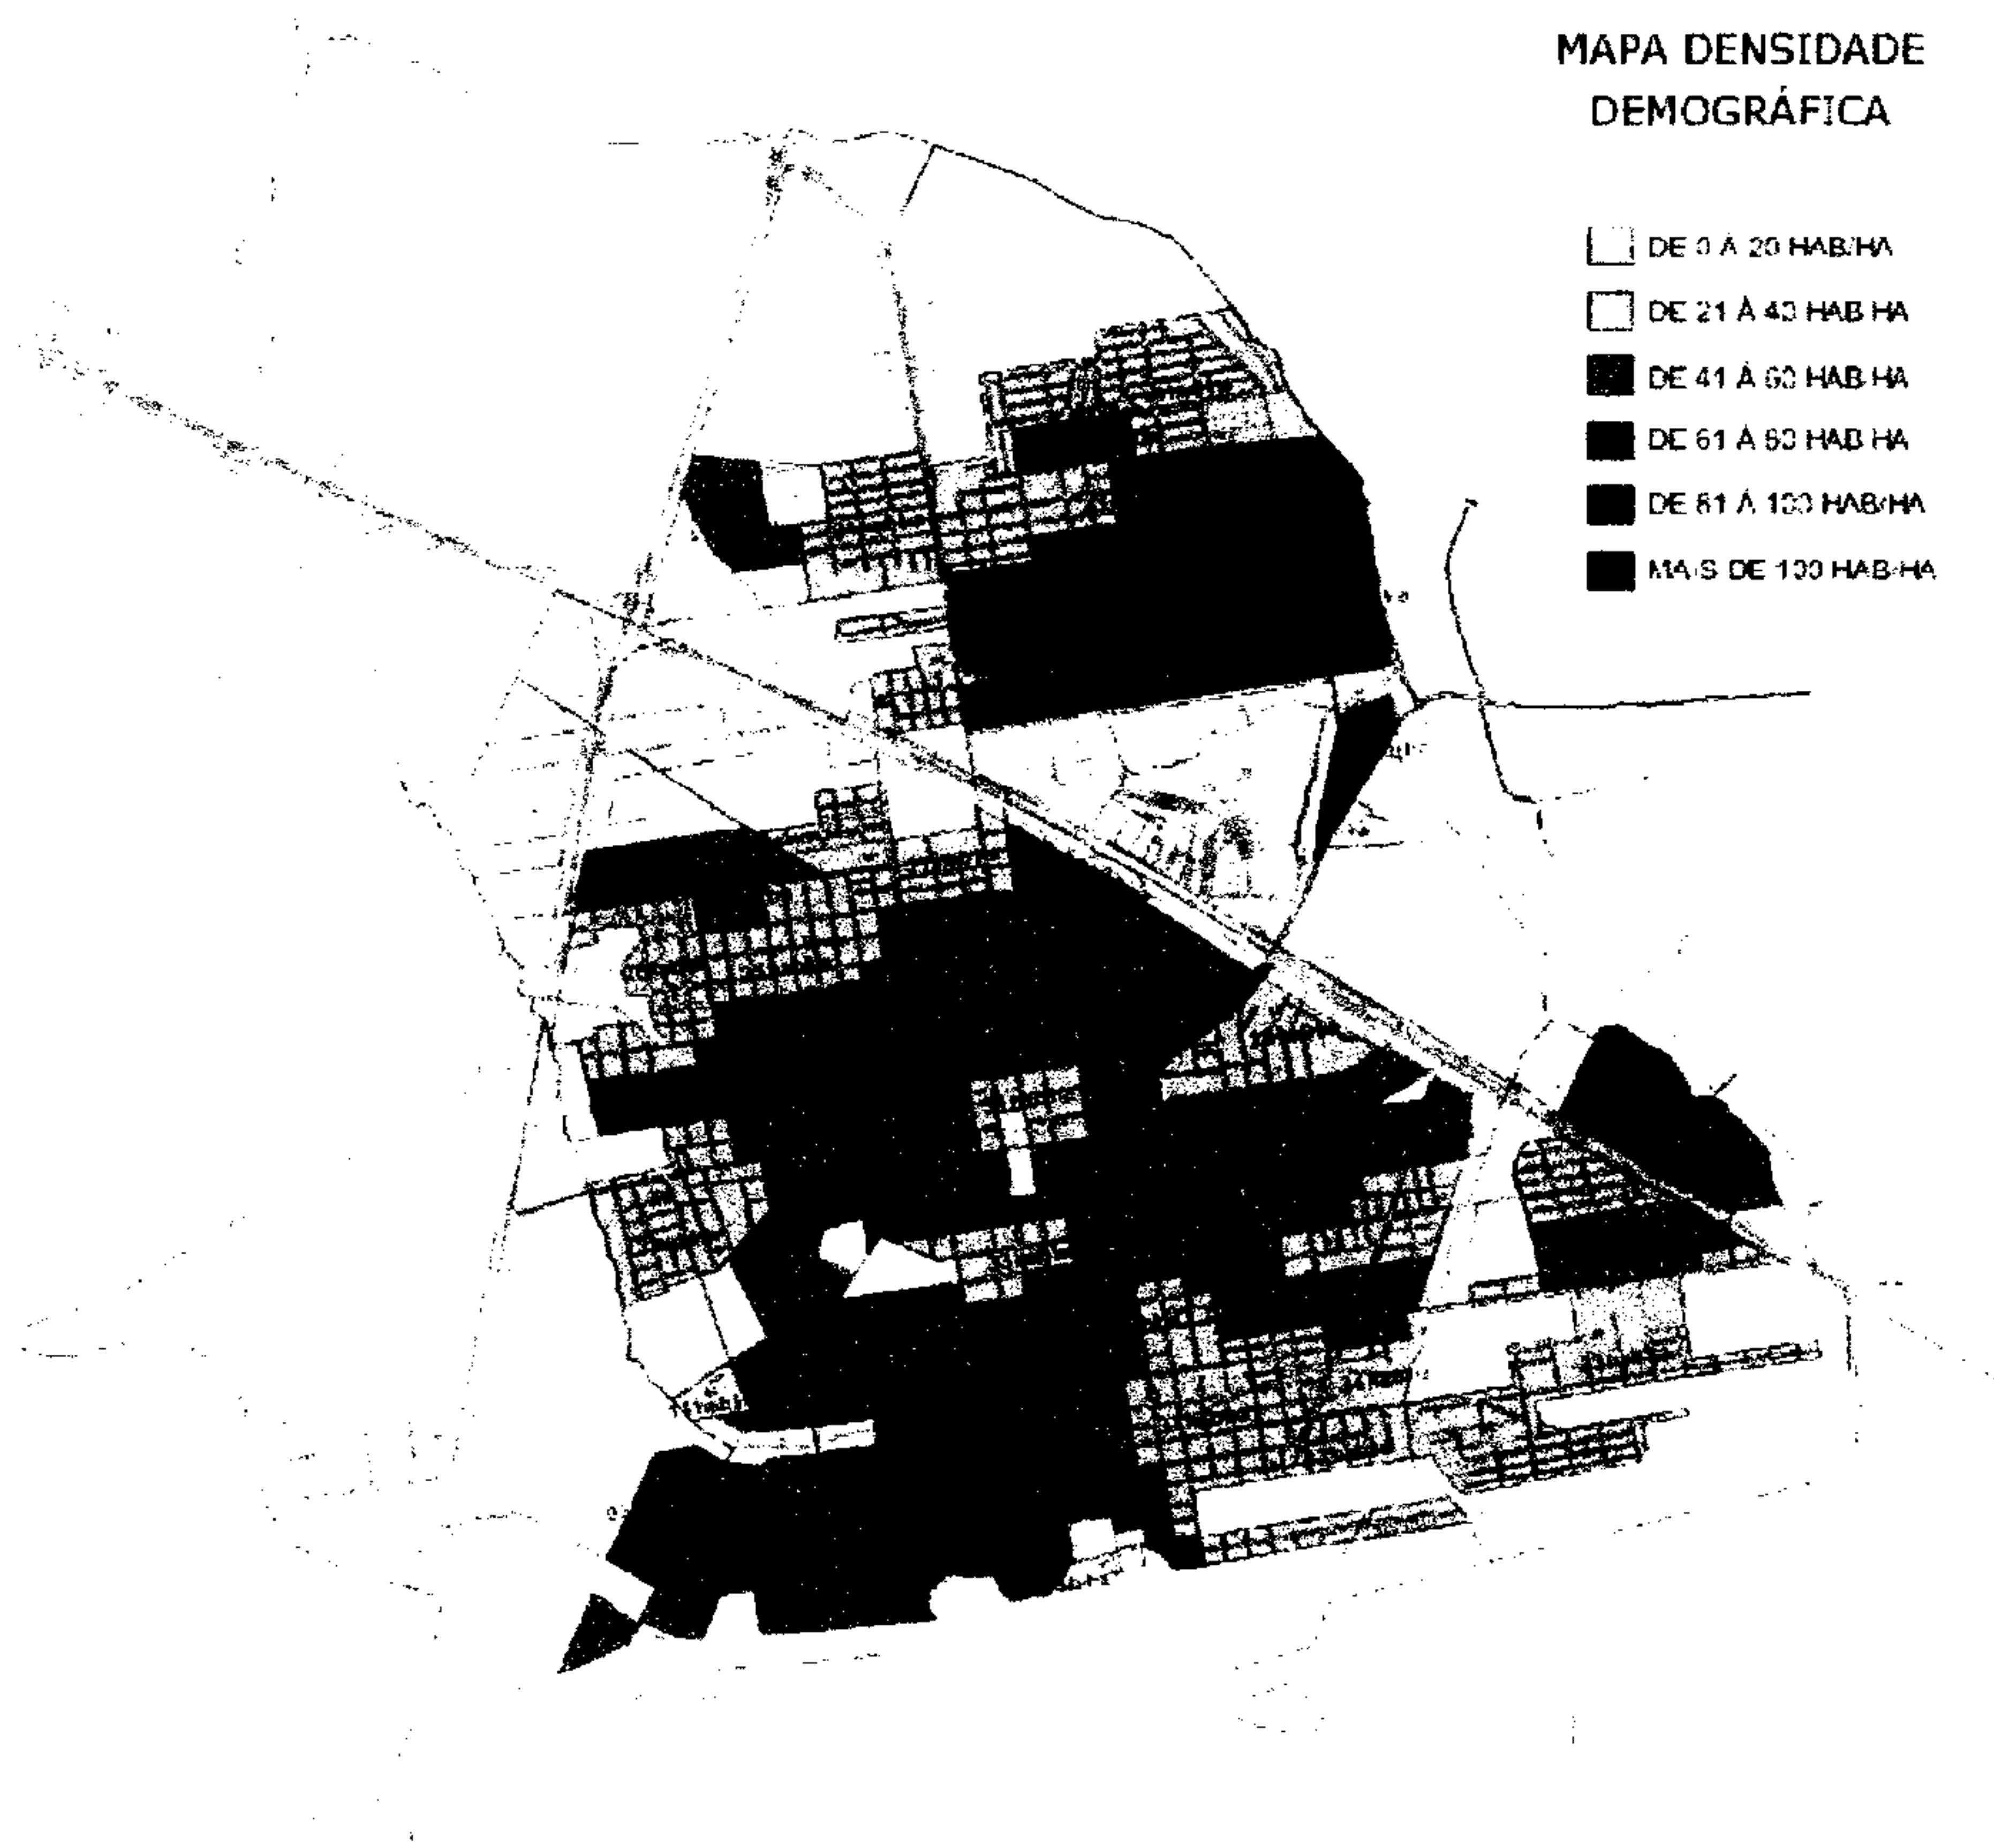 MAPA DENSIDADE
DEMOGRÁFICA
DE 0 À 20 HAB/HA
DE 21 À 40 HAB HA
DE 41 À 60 HAB HA
DE 61 À 80 HAB HA
DE 81 À 100 HAB/HA
MAIS DE 100 HAB/HA